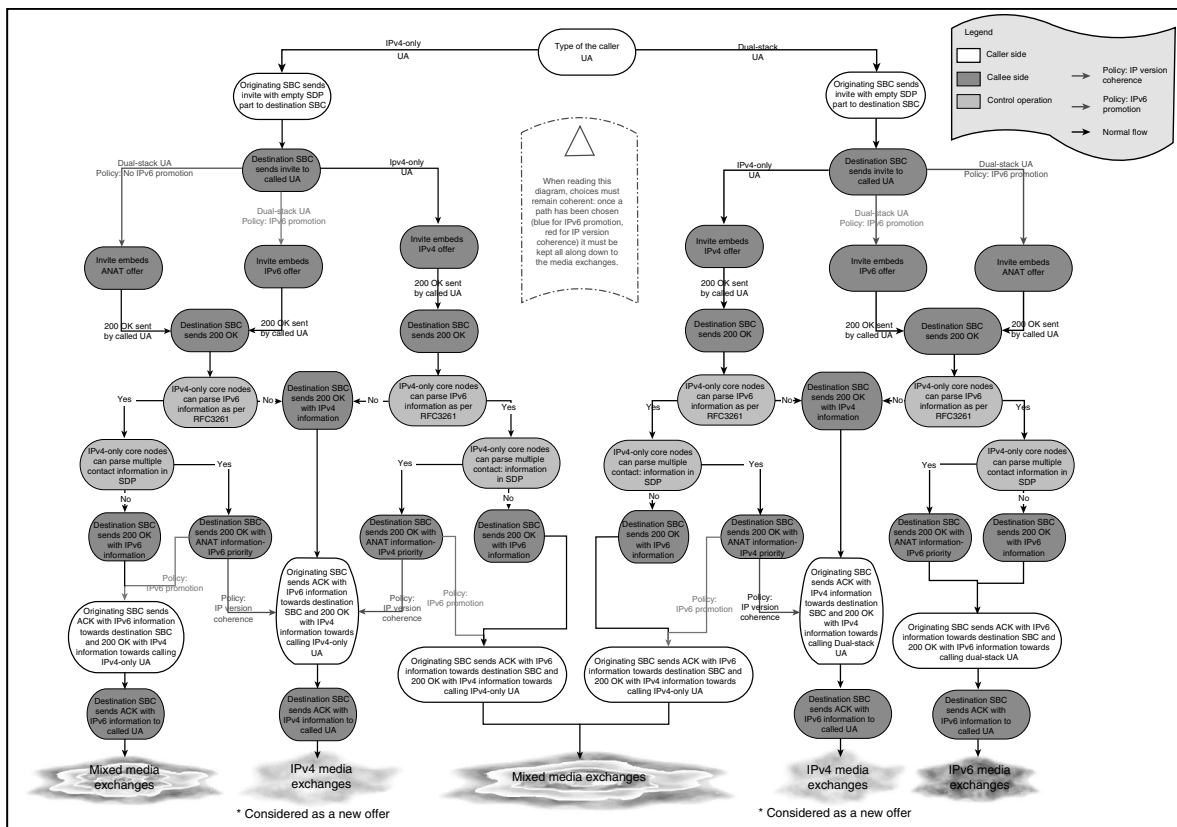 IPv4-only
UA
Type of the caller
UA
Dual-stack
UA
Legend
Caller side
Callee side
Control operation
Policy: IP version
coherence
Policy: IPv6
promotion
Normal flow
Originating SBC sends
invite with empty SDP
part to destination SBC
Originating SBC sends
invite with empty SDP
part to destination SBC
Dual-stack UA
Policy: No IPv6 promotion
Destination SBC
sends invite to
called UA
Ipv4-only
UA
Dual-stack UA
Policy: IPv6 promotion
When reading this
diagram, choices must
remain coherent: once a
path has been chosen
(blue for IPv6 promotion,
red for IP version
coherence) it must be
kept all along down to
the media exchanges.
IPv4-only
UA
Destination SBC
sends invite to
called UA
Dual-stack UA
Policy: IPv6 promotion
Dual-stack UA
Policy: IPv6 promotion
Invite embeds
ANAT offer
Invite embeds
IPv6 offer
Invite embeds
IPv4 offer
Invite embeds
IPv4 offer
Invite embeds
IPv6 offer
Invite embeds
ANAT offer
200 OK sent
by called UA
Destination SBC
sends 200 OK
200 OK sent
by called UA
200 OK sent
by called UA
Destination SBC
sends 200 OK
200 OK sent
by called UA
Destination SBC
sends 200 OK
200 OK sent
by called UA
Destination SBC
sends 200 OK
200 OK sent
by called UA
IPv4-only core nodes
can parse IPv6
information as per
RFC3261
No
Destination SBC
sends 200 OK
with IPv4
information
No
IPv4-only core nodes
can parse IPv6
information as per
RFC3261
IPv4-only core nodes
can parse IPv6
information as per
RFC3261
No
Destination SBC
sends 200 OK
with IPv4
information
No
IPv4-only core nodes
can parse IPv6
information as per
RFC3261
Yes
Yes
Yes
Yes
IPv4-only core nodes
can parse multiple
contact information in
SDP
Yes
No
Yes
IPv4-only core nodes
can parse multiple
contact: information
in SDP
No
IPv4-only core nodes
can parse multiple
contact: information in
SDP
Yes
No
Yes
IPv4-only core nodes
can parse multiple
contact information in
SDP
No
Destination SBC
sends 200 OK
with IPv6
information
Destination SBC
sends 200 OK with
ANAT information-
IPv6 priority
Destination SBC
sends 200 OK with
ANAT information-
IPv4 priority
Destination SBC
sends 200 OK
with IPv6
information
Destination SBC
sends 200 OK
with IPv6
information
Destination SBC
sends 200 OK with
ANAT information-
IPv4 priority
Destination SBC
sends 200 OK with
ANAT information-
IPv6 priority
Destination SBC
sends 200 OK
with IPv6
information
Policy:
IPv6 promotion
Policy:
IP version
coherence
Originating SBC
sends ACK with
IPv6 information
towards destination
SBC and 200 OK
with IPv4
information towards
calling IPv4-only
UA
Policy:
IP version
coherence
Policy:
IPv6 promotion
Policy:
IPv6 promotion
Policy:
IP version
coherence
Originating SBC
sends ACK with
IPv4 information
towards destination
SBC and 200 OK
with IPv4
information towards
calling Dual-stack
UA
Originating SBC sends
ACK with IPv6 information
towards destination SBC
and 200 OK with IPv4
information towards calling
IPv4-only UA
Originating SBC sends ACK with IPv6
information towards destination SBC and
200 OK with IPv4 information towards
calling IPv4-only UA
Originating SBC sends ACK with IPv6
information towards destination SBC and
200 OK with IPv4 information towards
calling IPv4-only UA
Originating SBC sends ACK with IPv6
information towards destination SBC and
200 OK with IPv6 information towards
calling dual-stack UA
Destination SBC
sends ACK with
IPv6 information to
called UA
Destination SBC
sends ACK with
IPv4 information to
called UA
Destination SBC
sends ACK with
IPv4 information to
called UA
Destination SBC
sends ACK with
IPv6 information to
called UA
Mixed media exchanges
IPv4 media
exchanges
Mixed media exchanges
IPv4 media
exchanges
IPv6 media
exchanges
* Considered as a new offer
* Considered as a new offer